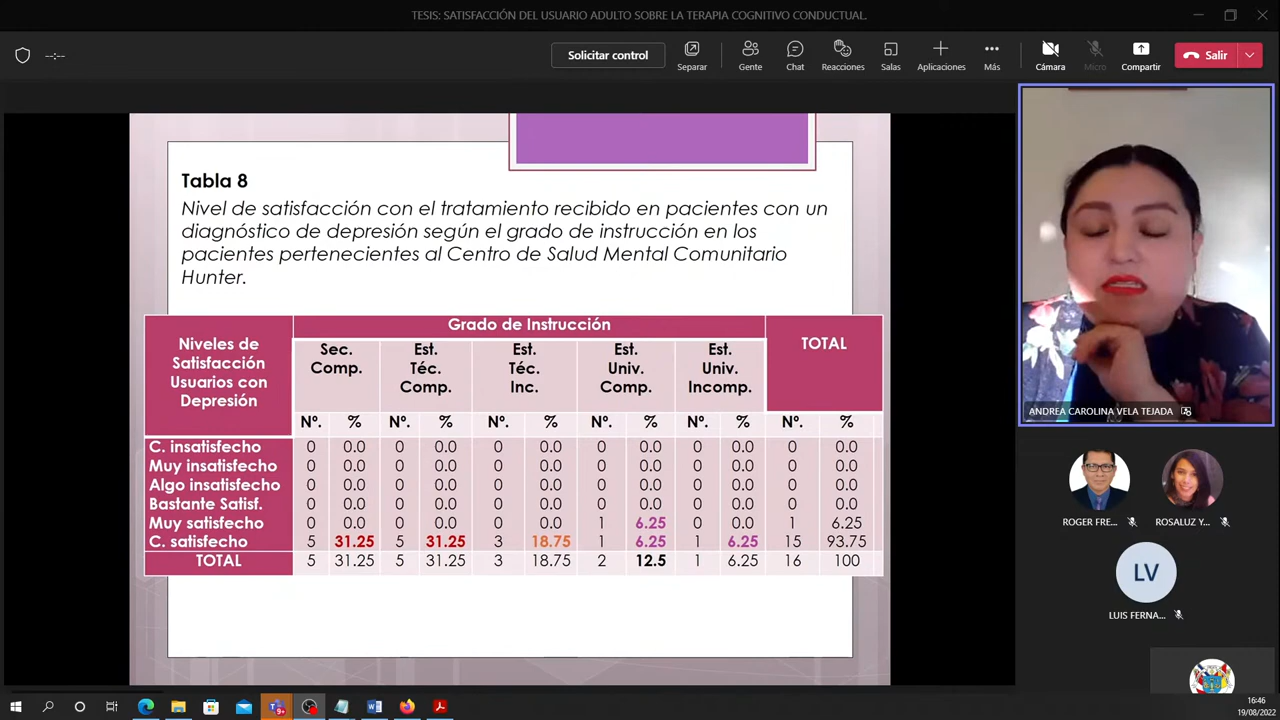 TESIS: SATISFACCIÓN DEL USUARIO ADULTO SOBRE LA TERAPIA COGNITIVO CONDUCTUAL.
--:--
Solicitar control
Separar
Gente
Chat
Reacciones
Salas
Aplicaciones
Más
Cámara
Micro
Compartir
Salir
Tabla 8
Nivel de satisfacción con el tratamiento recibido en pacientes con un
diagnóstico de depresión según el grado de instrucción en los
pacientes pertenecientes al Centro de Salud Mental Comunitario
Hunter.
Niveles de Satisfacción Usuarios con Depresión
Grado de Instrucción
TOTAL
Sec. Comp.
Est. Téc. Comp.
Est. Téc. Inc.
Est. Univ. Comp.
Est. Univ. Incomp.
Nº. % Nº. % Nº. % Nº. % Nº. % Nº. %
C. insatisfecho 0 0.0 0 0.0 0 0.0 0 0.0 0 0.0 0 0.0
Muy insatisfecho 0 0.0 0 0.0 0 0.0 0 0.0 0 0.0 0 0.0
Algo insatisfecho 0 0.0 0 0.0 0 0.0 0 0.0 0 0.0 0 0.0
Bastante Satisf. 0 0.0 0 0.0 0 0.0 0 0.0 0 0.0 0 0.0
Muy satisfecho 0 0.0 0 0.0 0 0.0 1 6.25 0 0.0 1 6.25
C. satisfecho 5 31.25 5 31.25 3 18.75 1 6.25 1 6.25 15 93.75
TOTAL 5 31.25 5 31.25 3 18.75 2 12.5 1 6.25 16 100
ANDREA CAROLINA VELA TEJADA
ROGER FRE...
ROSALUZ Y...
LV
LUIS FERNA...
16:46
19/08/2022